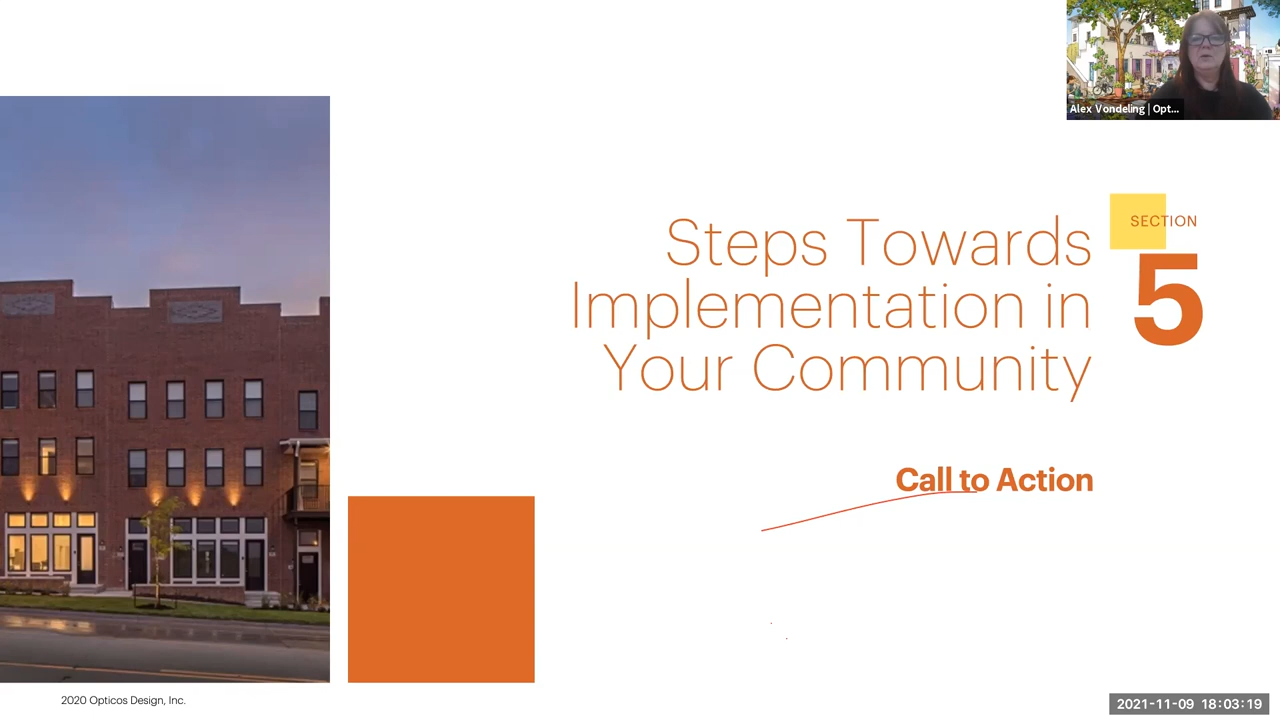 Alex Vondeling | Opt...
SECTION
5
Steps Towards
Implementation in
Your Community
Call to Action
2020 Opticos Design, Inc.
2021-11-09 18:03:19